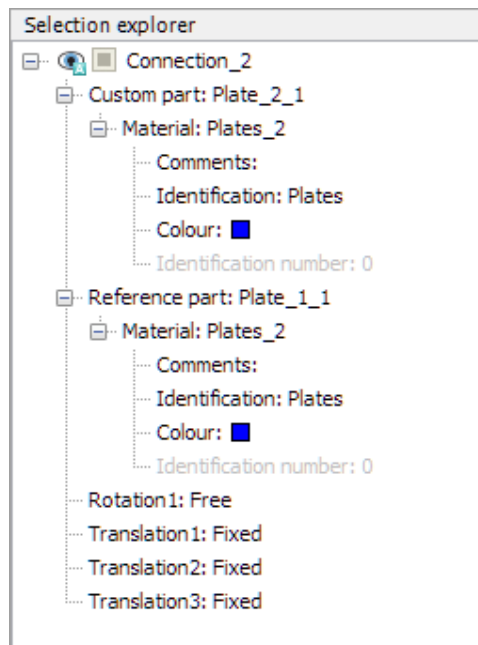 Selection explorer
Connection_2
Custom part: Plate_2_1
Material: Plates_2
Comments:
Identification: Plates
Colour:
Identification number: 0
Reference part: Plate_1_1
Material: Plates_2
Comments:
Identification: Plates
Colour:
Identification number: 0
Rotation1: Free
Translation1: Fixed
Translation2: Fixed
Translation3: Fixed